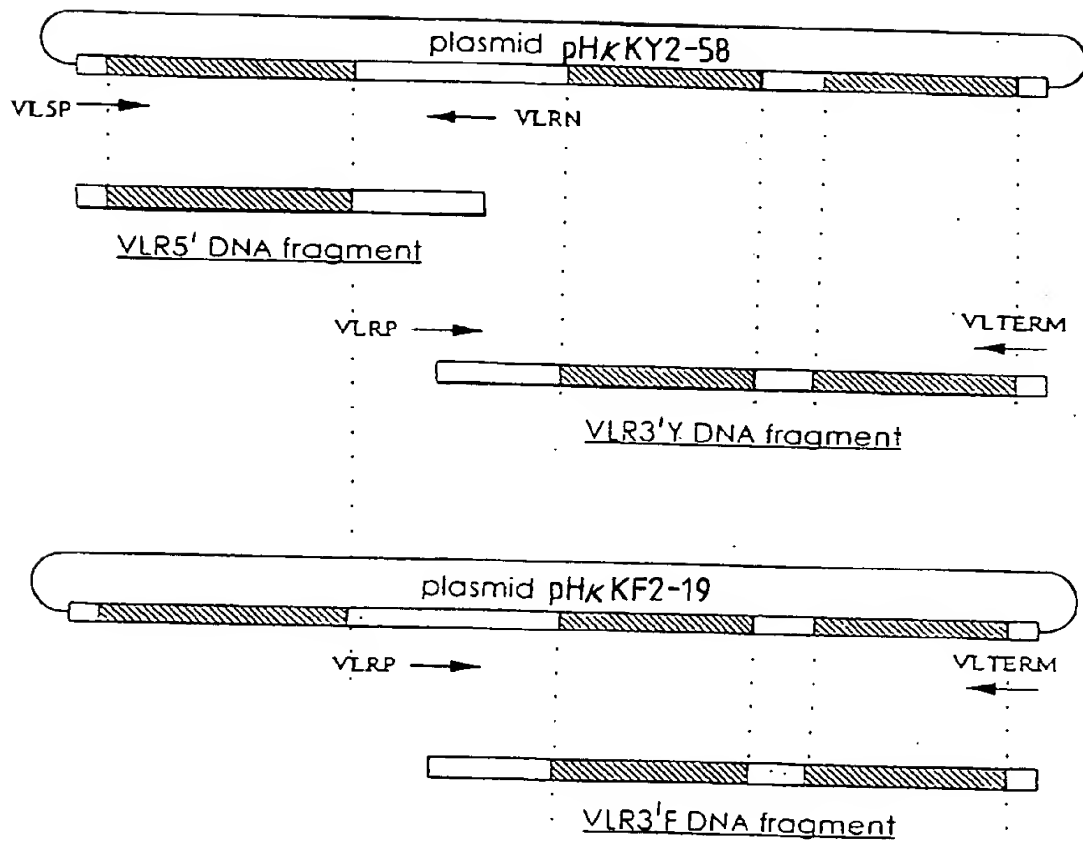 plasmid pHκKY2-58
VL5P
VLRN
VLR5' DNA fragment
VLRP
VLTERM
VLR3'Y DNA fragment
plasmid pHκKF2-19
VLRP
VLTERM
VLR3'F DNA fragment